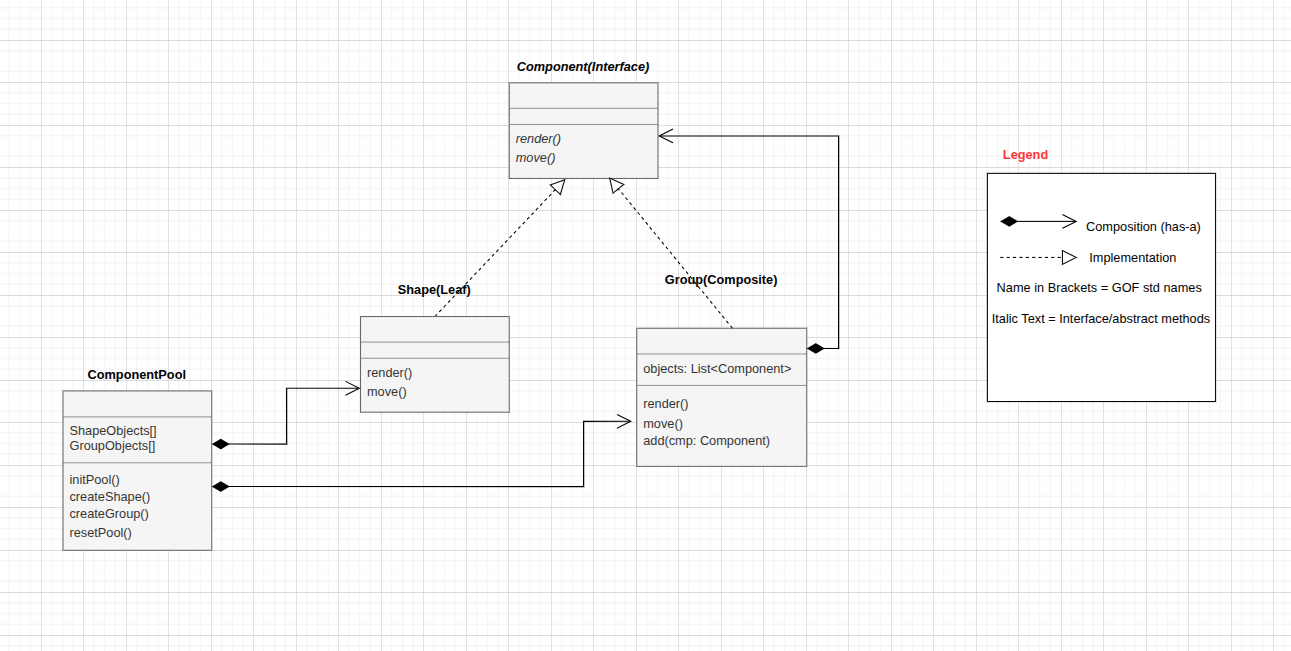 Component(Interface)
render()
move()
Legend
Composition (has-a)
Implementation
Name in Brackets = GOF std names
Italic Text = Interface/abstract methods
Shape(Leaf)
render()
move()
Group(Composite)
objects: List<Component>
render()
move()
add(cmp: Component)
ComponentPool
ShapeObjects[]
GroupObjects[]
initPool()
createShape()
createGroup()
resetPool()